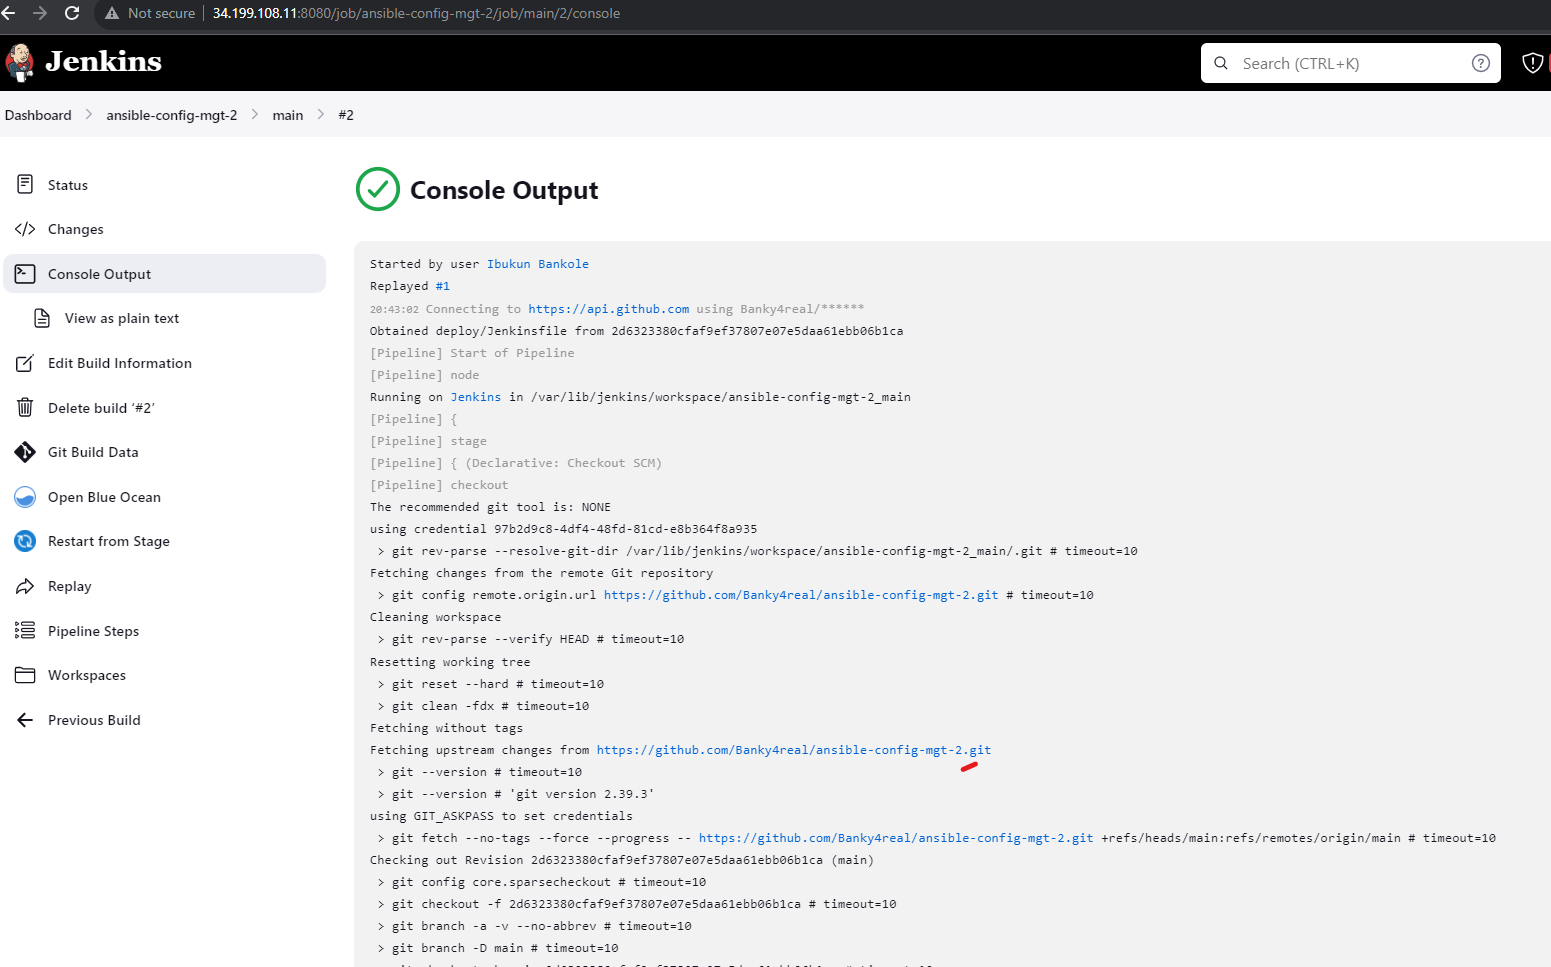 Not secure 34.199.108.11:8080/job/ansible-config-mgt-2/job/main/2/console
Jenkins
Search (CTRL+K)
Dashboard ansible-config-mgt-2 main #2
Status
Changes
Console Output
View as plain text
Edit Build Information
Delete build ‘#2’
Git Build Data
Open Blue Ocean
Restart from Stage
Replay
Pipeline Steps
Workspaces
Previous Build
Console Output
Started by user Ibukun Bankole
Replayed #1
20:43:02 Connecting to https://api.github.com using Banky4real/******
Obtained deploy/Jenkinsfile from 2d6323380cfaf9ef37807e07e5daa61ebb06b1ca
[Pipeline] Start of Pipeline
[Pipeline] node
Running on Jenkins in /var/lib/jenkins/workspace/ansible-config-mgt-2_main
[Pipeline] {
[Pipeline] stage
[Pipeline] { (Declarative: Checkout SCM)
[Pipeline] checkout
The recommended git tool is: NONE
using credential 97b2d9c8-4df4-48fd-81cd-e8b364f8a935
> git rev-parse --resolve-git-dir /var/lib/jenkins/workspace/ansible-config-mgt-2_main/.git # timeout=10
Fetching changes from the remote Git repository
> git config remote.origin.url https://github.com/Banky4real/ansible-config-mgt-2.git # timeout=10
Cleaning workspace
> git rev-parse --verify HEAD # timeout=10
Resetting working tree
> git reset --hard # timeout=10
> git clean -fdx # timeout=10
Fetching without tags
Fetching upstream changes from https://github.com/Banky4real/ansible-config-mgt-2.git
> git --version # timeout=10
> git --version # 'git version 2.39.3'
using GIT_ASKPASS to set credentials
> git fetch --no-tags --force --progress -- https://github.com/Banky4real/ansible-config-mgt-2.git +refs/heads/main:refs/remotes/origin/main # timeout=10
Checking out Revision 2d6323380cfaf9ef37807e07e5daa61ebb06b1ca (main)
> git config core.sparsecheckout # timeout=10
> git checkout -f 2d6323380cfaf9ef37807e07e5daa61ebb06b1ca # timeout=10
> git branch -a -v --no-abbrev # timeout=10
> git branch -D main # timeout=10